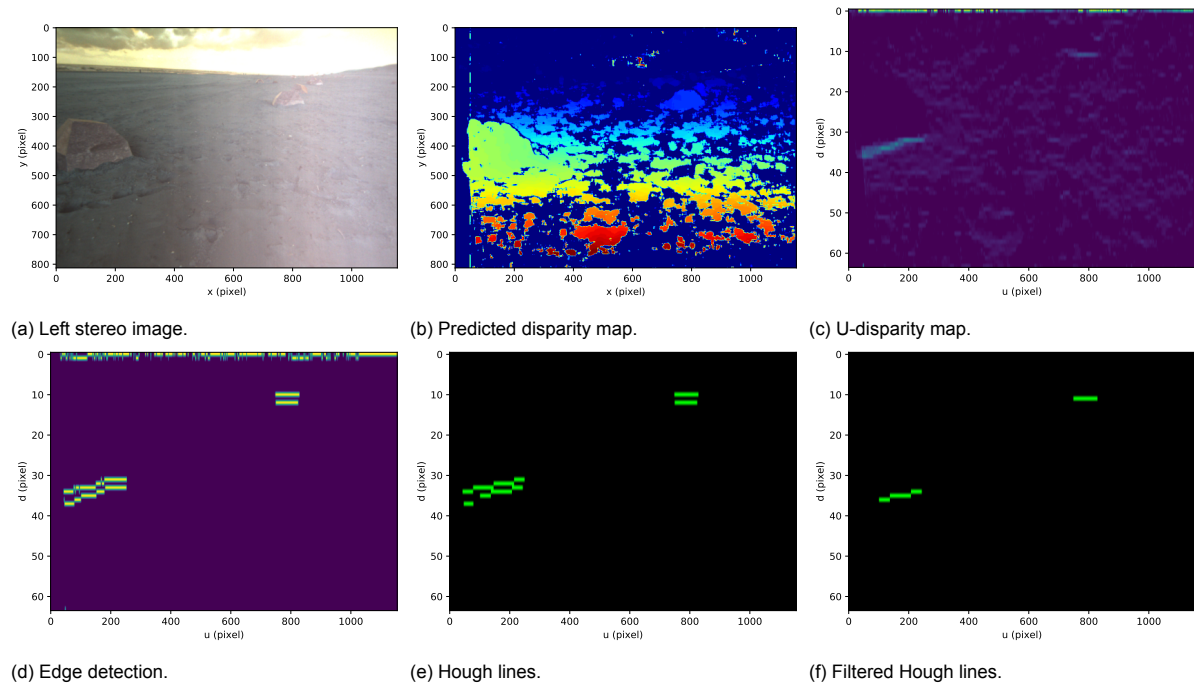 0
100
200
300
400
500
600
700
800
y (pixel)
0 200 400 600 800 1000
x (pixel)
(a) Left stereo image.
0
100
200
300
400
500
600
700
800
y (pixel)
0 200 400 600 800 1000
x (pixel)
(b) Predicted disparity map.
0
10
20
30
40
50
60
d (pixel)
0 200 400 600 800 1000
u (pixel)
(c) U-disparity map.
0
10
20
30
40
50
60
d (pixel)
0 200 400 600 800 1000
u (pixel)
(d) Edge detection.
0
10
20
30
40
50
60
d (pixel)
0 200 400 600 800 1000
u (pixel)
(e) Hough lines.
0
10
20
30
40
50
60
d (pixel)
0 200 400 600 800 1000
u (pixel)
(f) Filtered Hough lines.